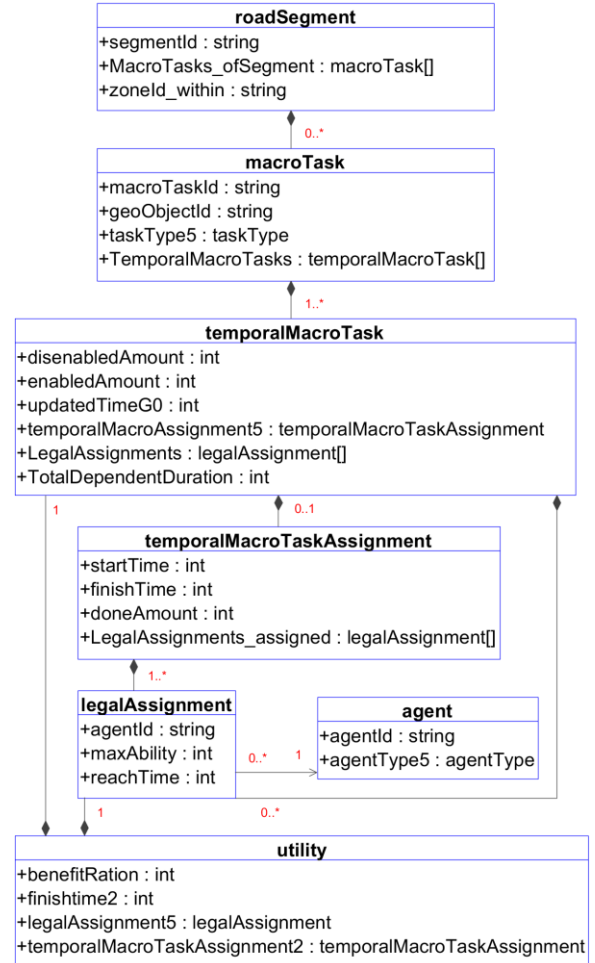 roadSegment
+segmentId : string
+MacroTasks_ofSegment : macroTask[]
+zoneId_within : string
0..*
macroTask
+macroTaskId : string
+geoObjectId : string
+taskType5 : taskType
+TemporalMacroTasks : temporalMacroTask[]
1..*
temporalMacroTask
+disenabledAmount : int
+enabledAmount : int
+updatedTimeG0 : int
+temporalMacroAssignment5 : temporalMacroTaskAssignment
+LegalAssignments : legalAssignment[]
+TotalDependentDuration : int
1
0..1
temporalMacroTaskAssignment
+startTime : int
+finishTime : int
+doneAmount : int
+LegalAssignments_assigned : legalAssignment[]
1..*
legalAssignment
+agentId : string
+maxAbility : int
+reachTime : int
0..*
1
agent
+agentId : string
+agentType5 : agentType
1
0..*
utility
+benefitRation : int
+finishtime2 : int
+legalAssignment5 : legalAssignment
+temporalMacroTaskAssignment2 : temporalMacroTaskAssignment